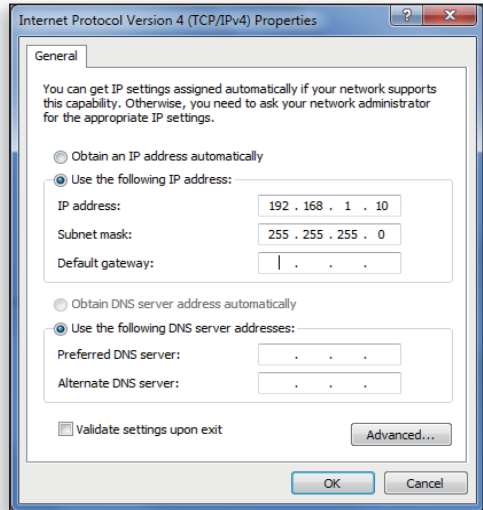 Internet Protocol Version 4 (TCP/IPv4) Properties
?
General
You can get IP settings assigned automatically if your network supports
this capability. Otherwise, you need to ask your network administrator
for the appropriate IP settings.
Obtain an IP address automatically
Use the following IP address:
IP address: 192 . 168 . 1 . 10
Subnet mask: 255 . 255 . 255 . 0
Default gateway: . . .
Obtain DNS server address automatically
Use the following DNS server addresses:
Preferred DNS server: . . .
Alternate DNS server: . . .
Validate settings upon exit
Advanced...
OK Cancel